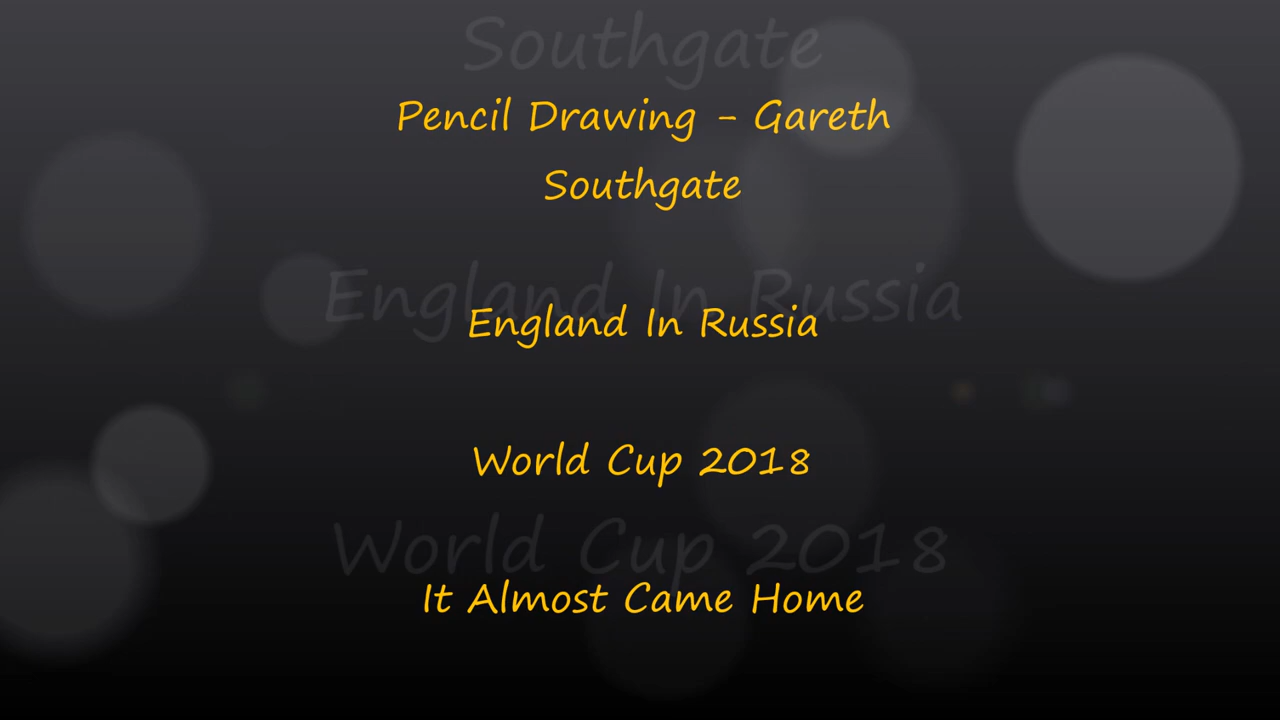 Southgate
Pencil Drawing - Gareth
Southgate
England In Russia
England In Russia
World Cup 2018
World Cup 2018
It Almost Came Home